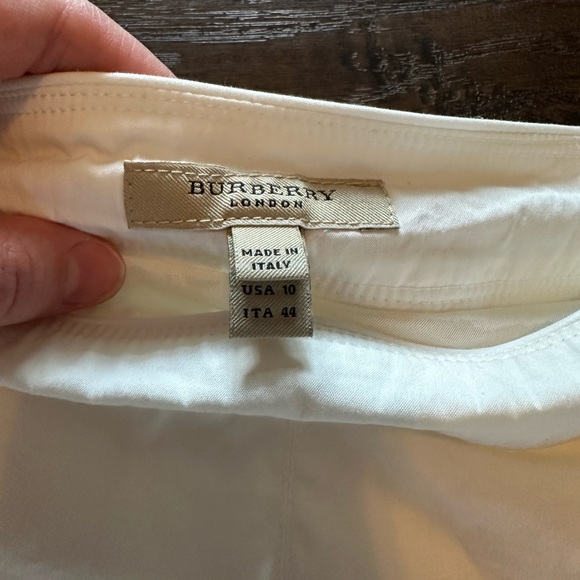 BURBERRY
LONDON
MADE IN
ITALY
USA 10
ITA 44